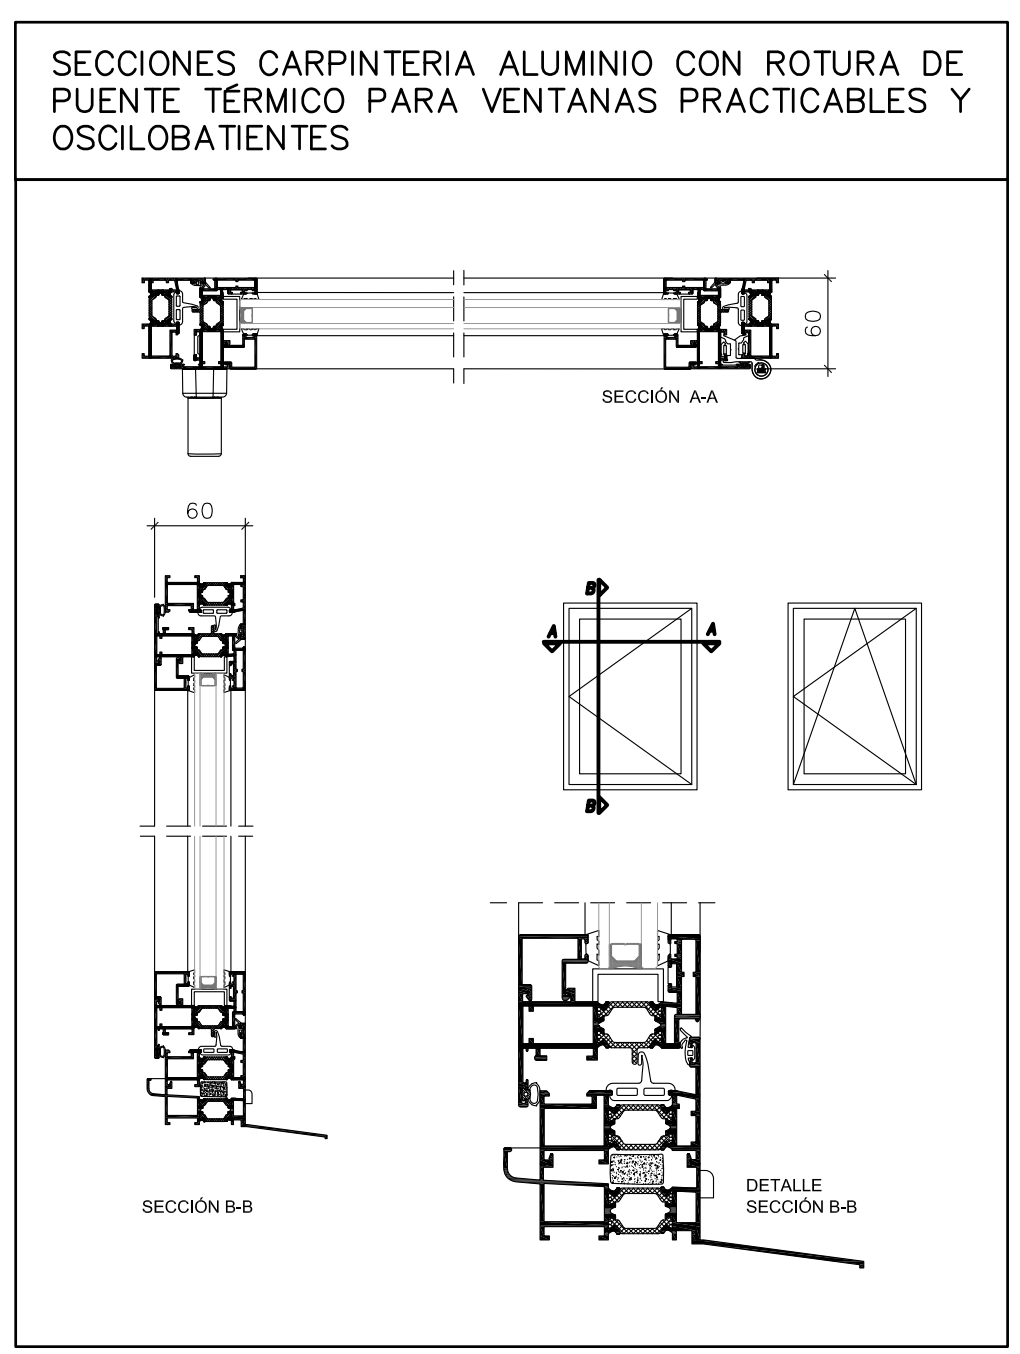 SECCIONES CARPINTERIA ALUMINIO CON ROTURA DE
PUENTE TÉRMICO PARA VENTANAS PRACTICABLES Y
OSCILOBATIENTES
60
SECCIÓN A-A
60
B
A
A
B
SECCIÓN B-B
DETALLE
SECCIÓN B-B